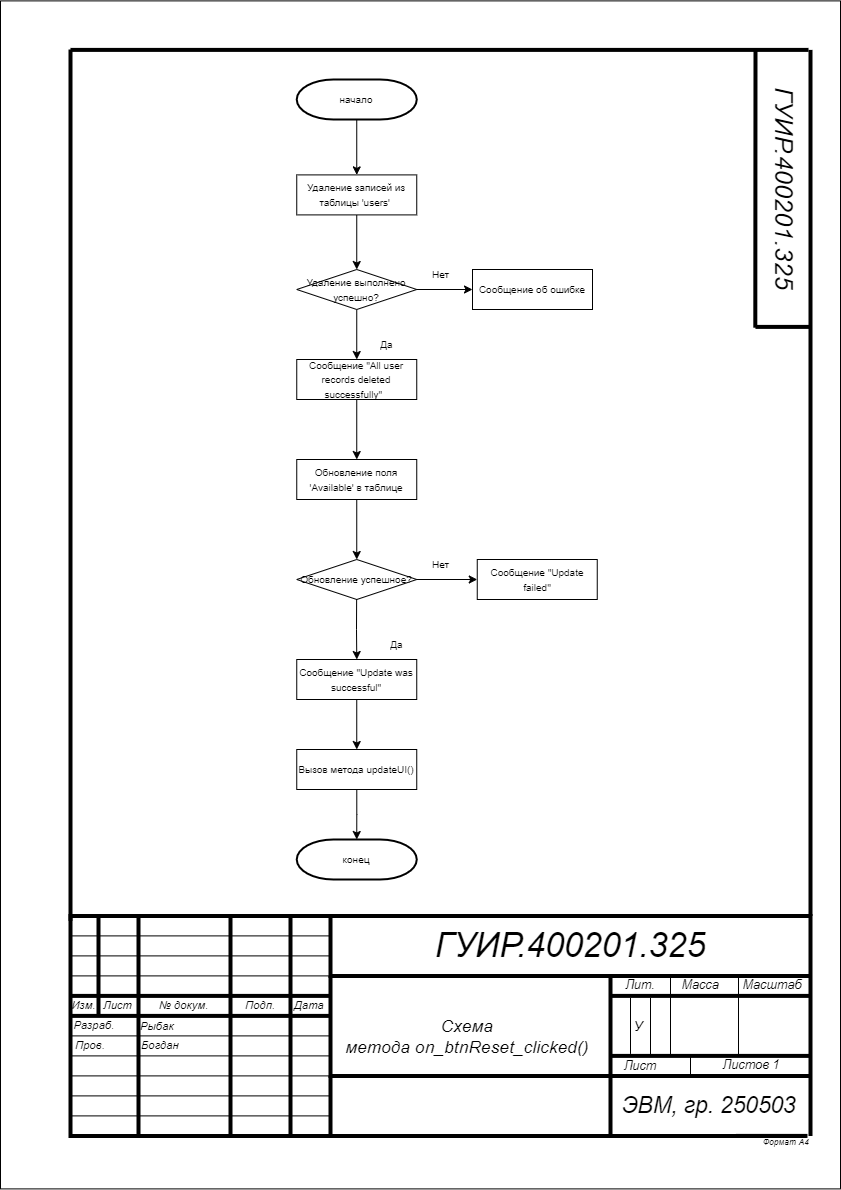 начало
ГУИР.400201.325
Удаление записей из
таблицы 'users'
Удаление выполнено
успешно?
Нет
Сообщение об ошибке
Да
Сообщение "All user
records deleted
successfully"
Обновление поля
'Available' в таблице
Обновление успешное?
Нет
Сообщение "Update
failed"
Да
Сообщение "Update was
successful"
Вызов метода updateUI()
конец
ГУИР.400201.325
Изм. Лист № докум. Подп. Дата
Разраб. Рыбак
Пров. Богдан
Схема
метода on_btnReset_clicked()
Лит. Масса Масштаб
У
Лист Листов 1
ЭВМ, гр. 250503
Формат А4